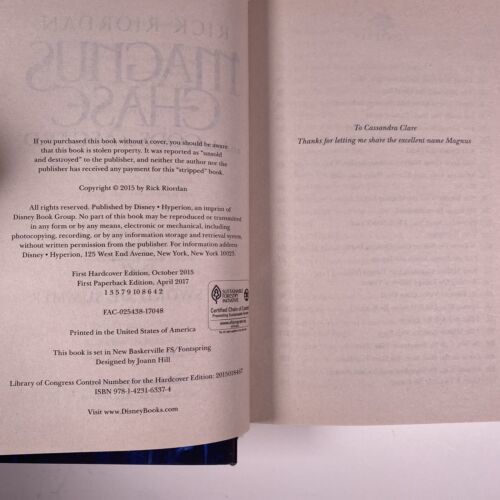 If you purchased this book without a cover, you should be aware
that this book is stolen property. It was reported as "unsold
and destroyed" to the publisher, and neither the author nor the
publisher has received any payment for this "stripped" book.
Copyright © 2015 by Rick Riordan
All rights reserved. Published by Disney • Hyperion, an imprint of
Disney Book Group. No part of this book may be reproduced or transmitted
in any form or by any means, electronic or mechanical, including
photocopying, recording, or by any information storage and retrieval system,
without written permission from the publisher. For information address
Disney • Hyperion, 125 West End Avenue, New York, New York 10023.
First Hardcover Edition, October 2015
First Paperback Edition, April 2017
1 3 5 7 9 10 8 6 4 2
FAC-025438-17048
SUSTAINABLE
FORESTRY
INITIATIVE
Certified Chain of
Promoting Sustainable
Printed in the United States of America
This book is set in New Baskerville FS/Fontspring
Designed by Joann Hill
Library of Congress Control Number for the Hardcover Edition:
ISBN 978-1-4231-6337-4
Visit www.DisneyBooks.com
To Cassandra Clare
Thanks for letting me share the excellent name Magnus
RICK RIORDAN
MAGNUS
CHASE